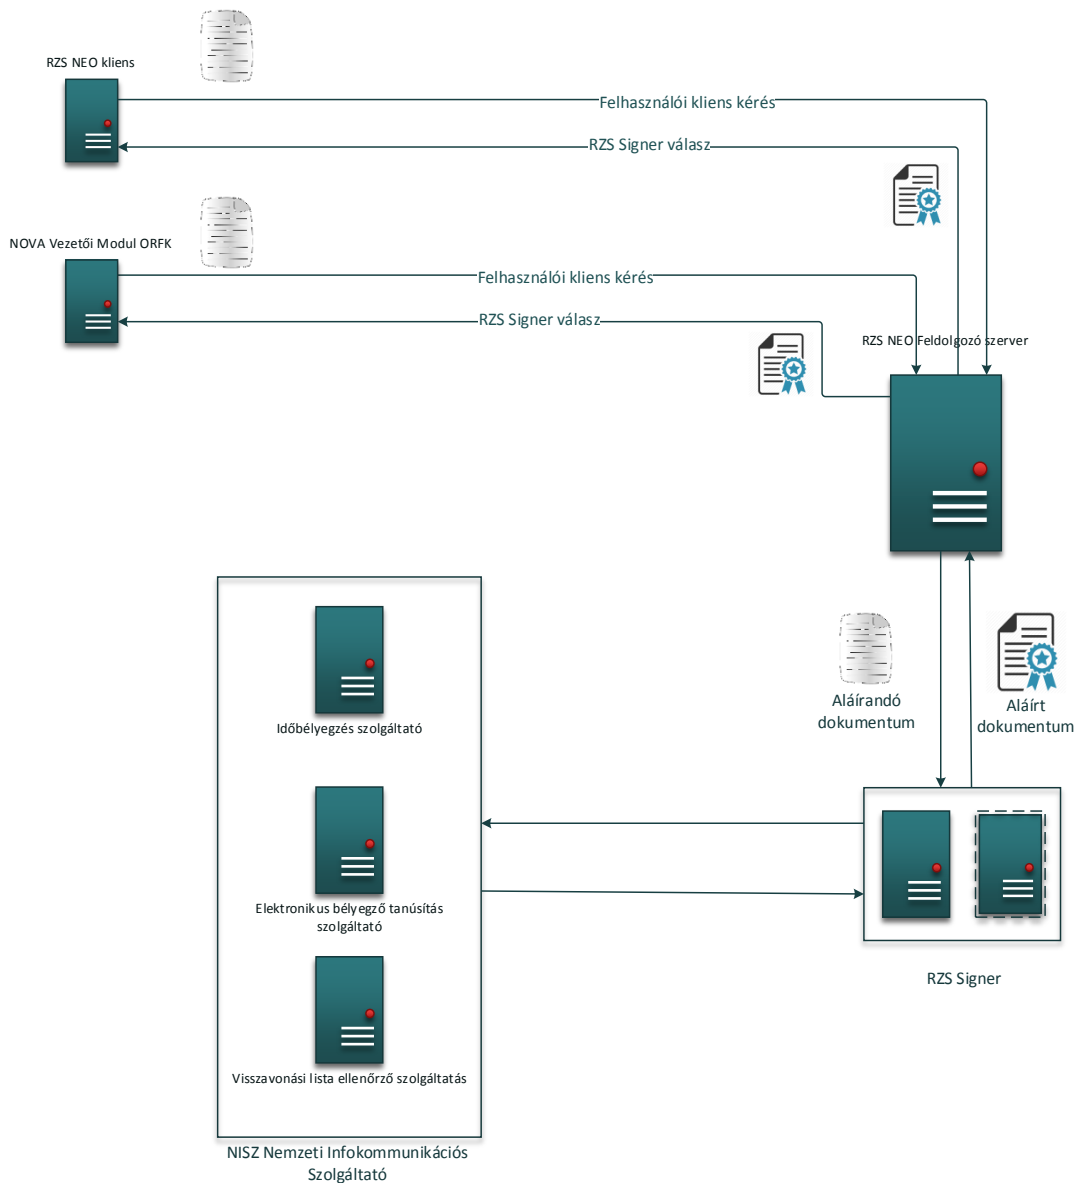 RZS NEO kliens
Felhasználói kliens kérés
RZS Signer válasz
NOVA Vezetői Modul ORFK
Felhasználói kliens kérés
RZS Signer válasz
RZS NEO Feldolgozó szerver
Aláírandó
dokumentum
Aláírt
dokumentum
Időbélyegzés szolgáltató
Elektronikus bélyegző tanúsítás
szolgáltató
RZS Signer
Visszavonási lista ellenőrző szolgáltatás
NISZ Nemzeti Infokommunikációs
Szolgáltató